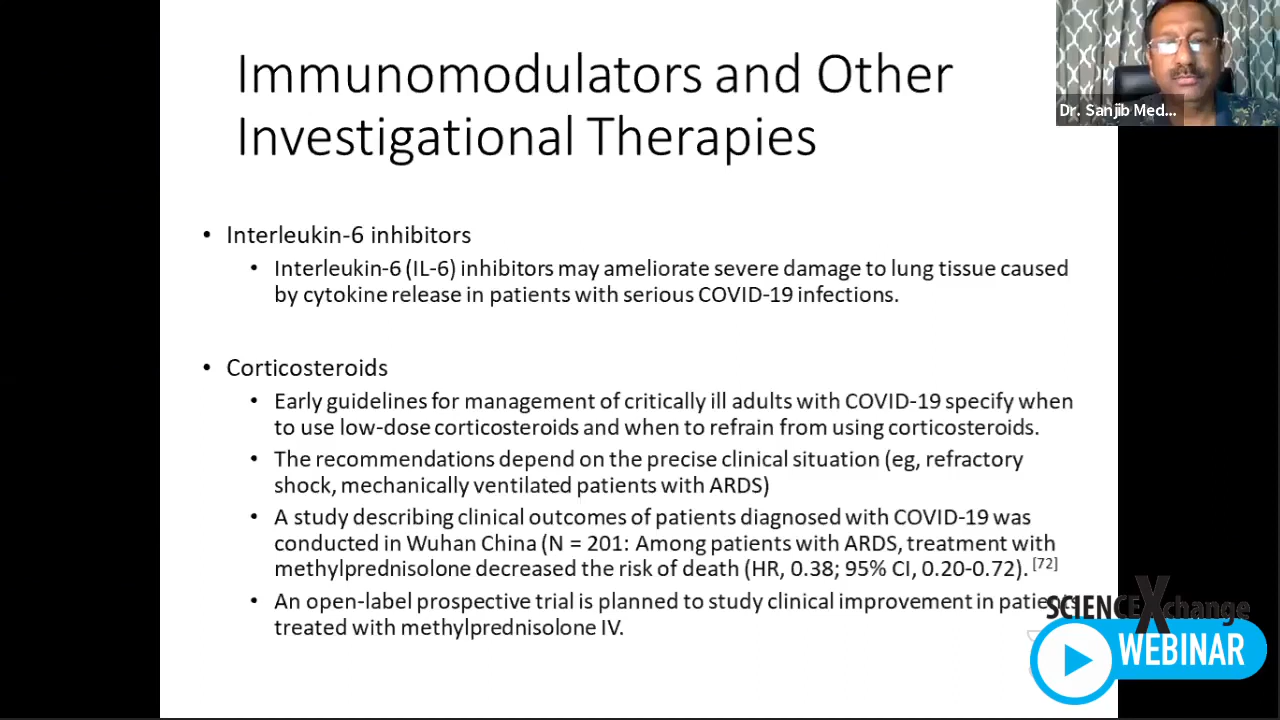 Immunomodulators and Other
Investigational Therapies
Dr. Sanjib Med...
• Interleukin-6 inhibitors
• Interleukin-6 (IL-6) inhibitors may ameliorate severe damage to lung tissue caused
by cytokine release in patients with serious COVID-19 infections.
• Corticosteroids
• Early guidelines for management of critically ill adults with COVID-19 specify when
to use low-dose corticosteroids and when to refrain from using corticosteroids.
• The recommendations depend on the precise clinical situation (eg, refractory
shock, mechanically ventilated patients with ARDS)
• A study describing clinical outcomes of patients diagnosed with COVID-19 was
conducted in Wuhan China (N = 201: Among patients with ARDS, treatment with
methylprednisolone decreased the risk of death (HR, 0.38; 95% CI, 0.20-0.72). [72]
• An open-label prospective trial is planned to study clinical improvement in patients
treated with methylprednisolone IV.
SCIENCEXchange
WEBINAR